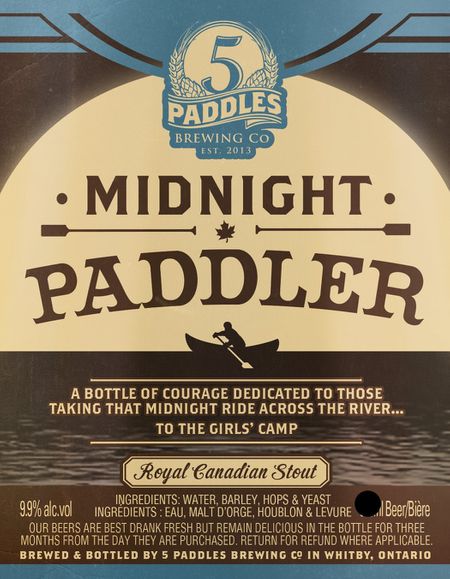 5
PADDLES
BREWING CO
EST. 2013
• MIDNIGHT •
PADDLER
A BOTTLE OF COURAGE DEDICATED TO THOSE
TAKING THAT MIDNIGHT RIDE ACROSS THE RIVER...
TO THE GIRLS' CAMP
Royal Canadian Stout
INGREDIENTS: WATER, BARLEY, HOPS & YEAST
9.9% alc.vol INGREDIENTS : EAU, MALT D'ORGE, HOUBLON & LEVURE Beer/Bière
OUR BEERS ARE BEST DRANK FRESH BUT REMAIN DELICIOUS IN THE BOTTLE FOR THREE
MONTHS FROM THE DAY THEY ARE PURCHASED. RETURN FOR REFUND WHERE APPLICABLE.
BREWED & BOTTLED BY 5 PADDLES BREWING CO IN WHITBY, ONTARIO